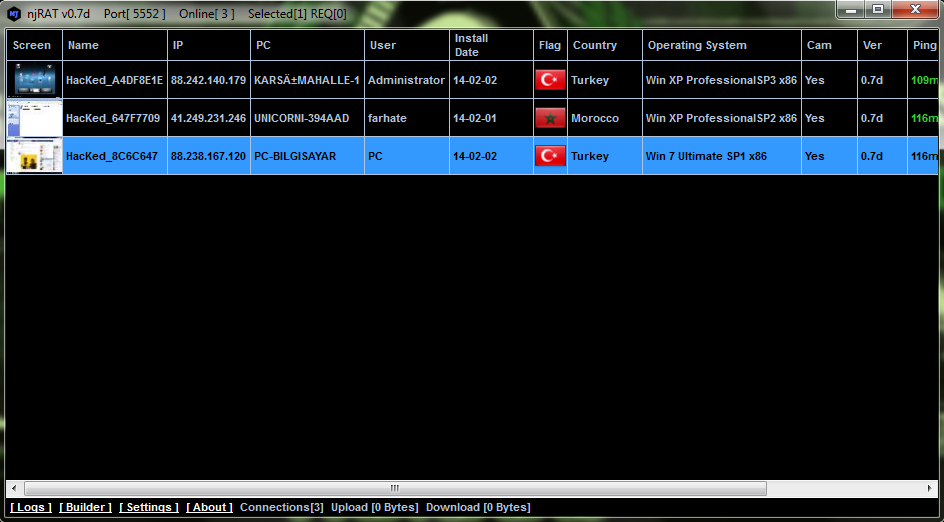 njRAT v0.7d Port[ 5552 ] Online[ 3 ] Selected[1] REQ[0]
Screen Name IP PC User Install Date Flag Country Operating System Cam Ver Ping
HacKed_A4DF8E1E 88.242.140.179 KARSÄ±MAHALLE-1 Administrator 14-02-02 Turkey Win XP ProfessionalSP3 x86 Yes 0.7d 109m
HacKed_647F7709 41.249.231.246 UNICORNI-394AAD farhate 14-02-01 Morocco Win XP ProfessionalSP2 x86 Yes 0.7d 116m
HacKed_8C6C647 88.238.167.120 PC-BILGISAYAR PC 14-02-02 Turkey Win 7 Ultimate SP1 x86 Yes 0.7d 116m
[ Logs ] [ Builder ] [ Settings ] [ About ] Connections[3] Upload [0 Bytes] Download [0 Bytes]